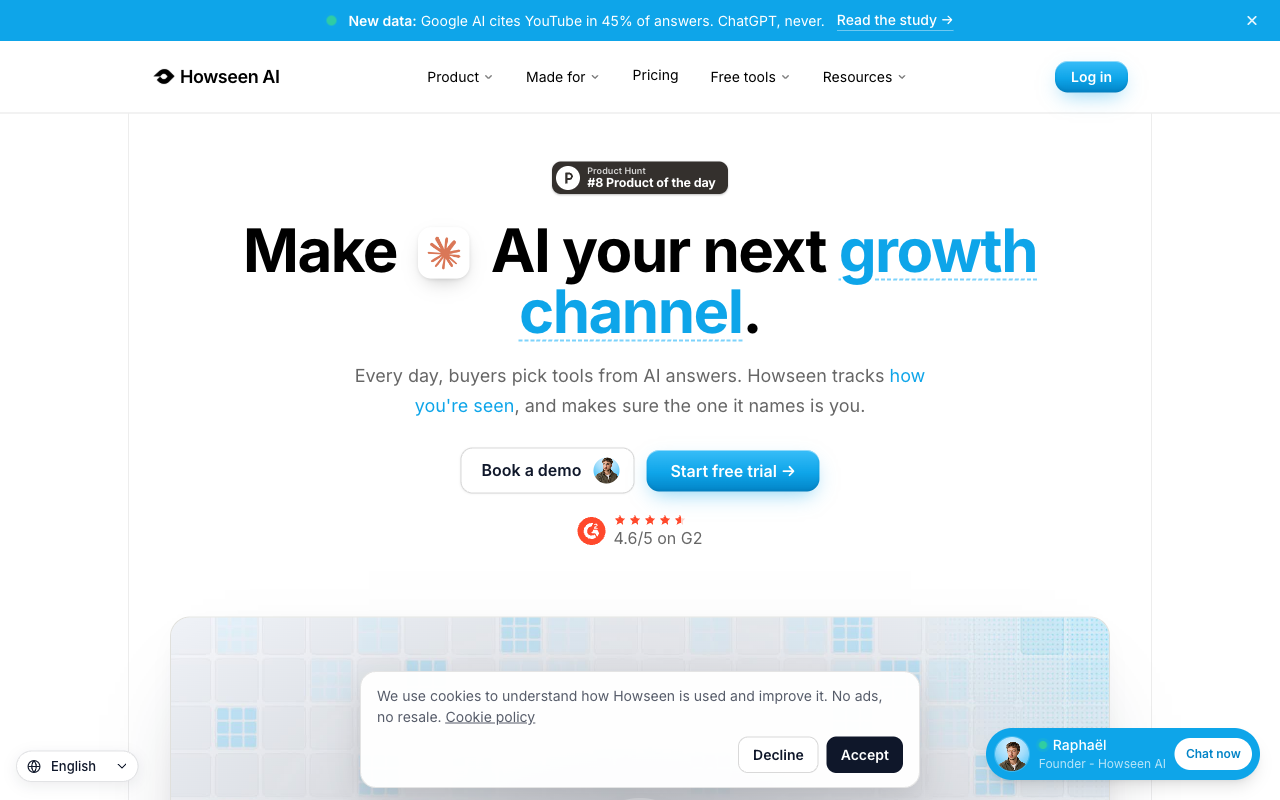 New data: Google AI cites YouTube in 45% of answers. ChatGPT, never. Read the study →
Howseen AI
Product
Made for
Pricing
Free tools
Resources
Log in
P
Product Hunt
#8 Product of the day
Make AI your next growth
channel.
Every day, buyers pick tools from AI answers. Howseen tracks how
you're seen, and makes sure the one it names is you.
Book a demo
Start free trial →
4.6/5 on G2
We use cookies to understand how Howseen is used and improve it. No ads,
no resale. Cookie policy
Decline
Accept
English
Raphaël
Founder - Howseen AI
Chat now